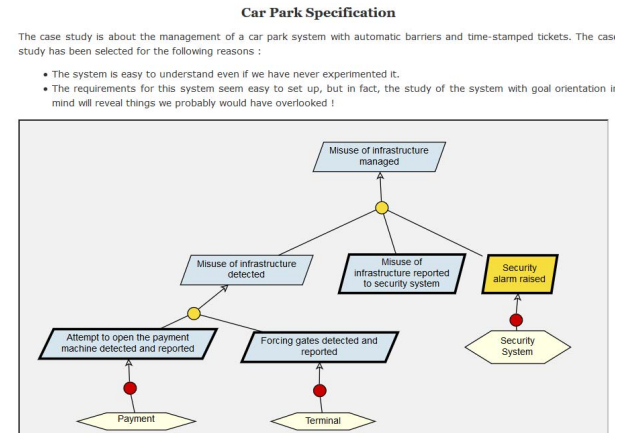 Car Park Specification
The case study is about the management of a car park system with automatic barriers and time-stamped tickets. The case
study has been selected for the following reasons :
• The system is easy to understand even if we have never experimented it.
• The requirements for this system seem easy to set up, but in fact, the study of the system with goal orientation in
mind will reveal things we probably would have overlooked !
Misuse of infrastructure
managed
Misuse of infrastructure
detected
Misuse of
infrastructure reported
to security system
Security
alarm raised
Attempt to open the payment
machine detected and reported
Forcing gates detected and
reported
Security
System
Payment
Terminal